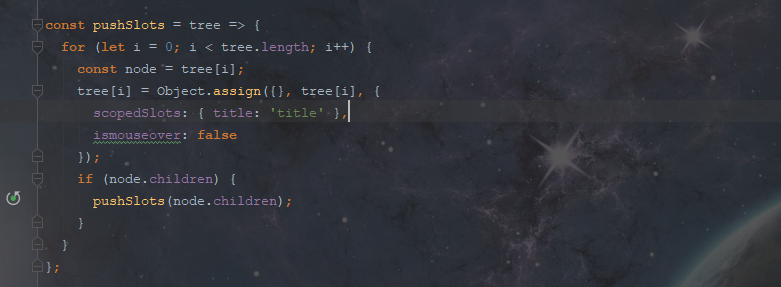 const pushSlots = tree => {
for (let i = 0; i < tree.length; i++) {
const node = tree[i];
tree[i] = Object.assign({}, tree[i], {
scopedSlots: { title: 'title' },
ismouseover: false
});
if (node.children) {
pushSlots(node.children);
}
}
};